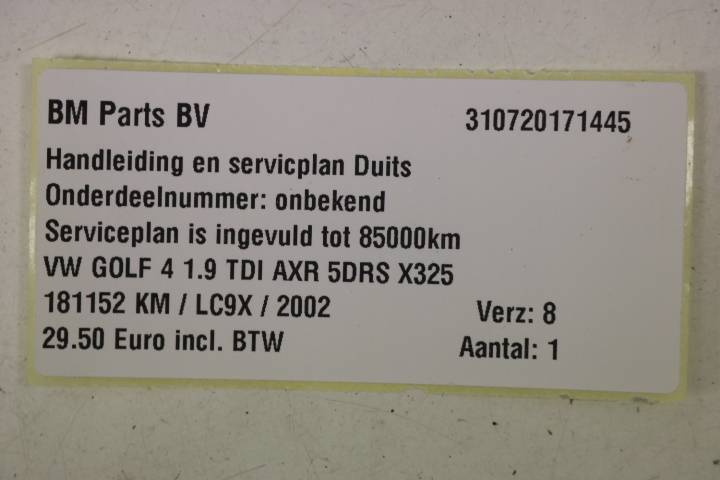 BM Parts BV 310720171445
Handleiding en servicplan Duits
Onderdeelnummer: onbekend
Serviceplan is ingevuld tot 85000km
VW GOLF 4 1.9 TDI AXR 5DRS X325
181152 KM / LC9X / 2002 Verz: 8
29.50 Euro incl. BTW Aantal: 1